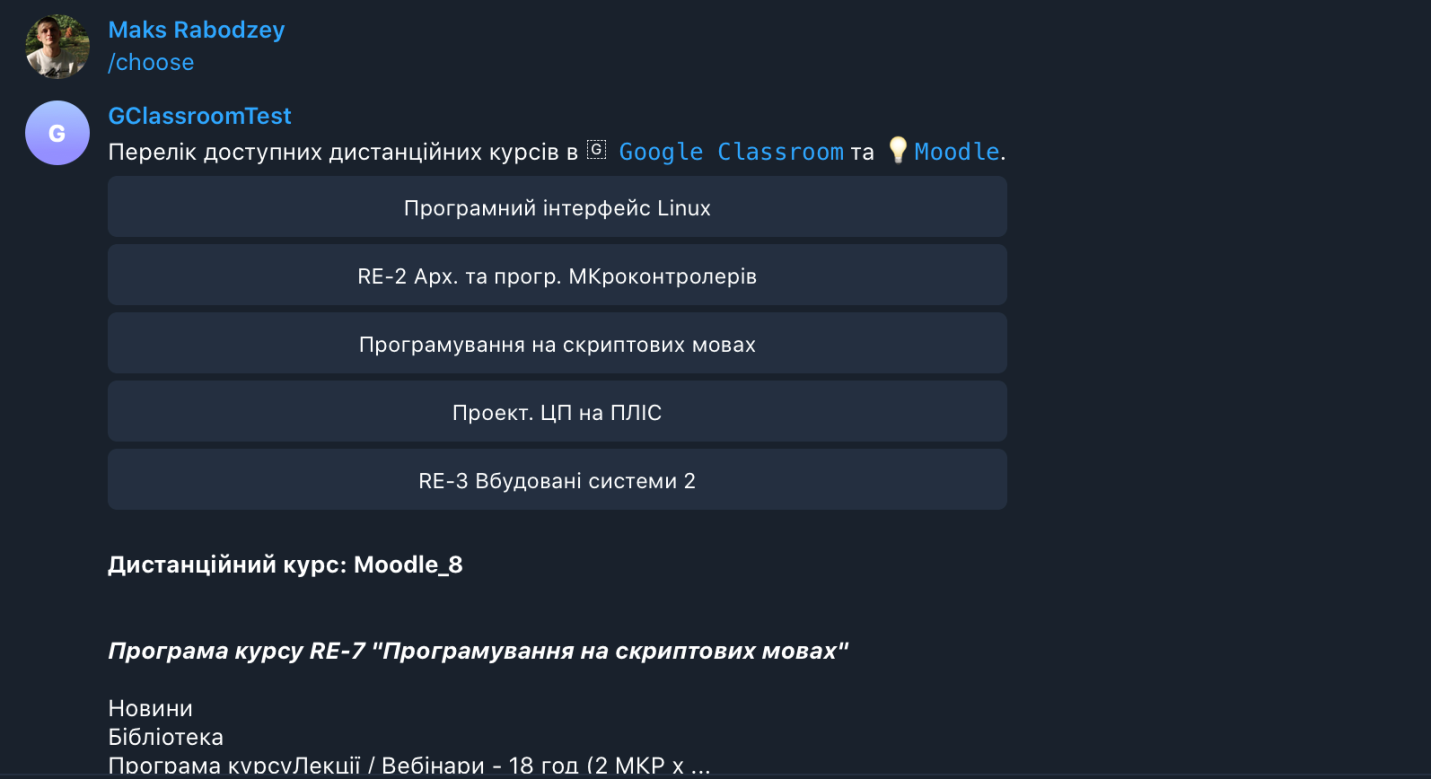 Maks Rabodzey
/choose
G
GClassroomTest
Перелік доступних дистанційних курсів в G Google Classroom та Moodle.
Програмний інтерфейс Linux
RE-2 Арх. та прогр. МКроконтролерів
Програмування на скриптових мовах
Проект. ЦП на ПЛІС
RE-3 Вбудовані системи 2
Дистанційний курс: Moodle_8
Програма курсу RE-7 "Програмування на скриптових мовах"
Новини
Бібліотека
Програма курсуЛекції / Вебінари - 18 год (2 МКР х ...